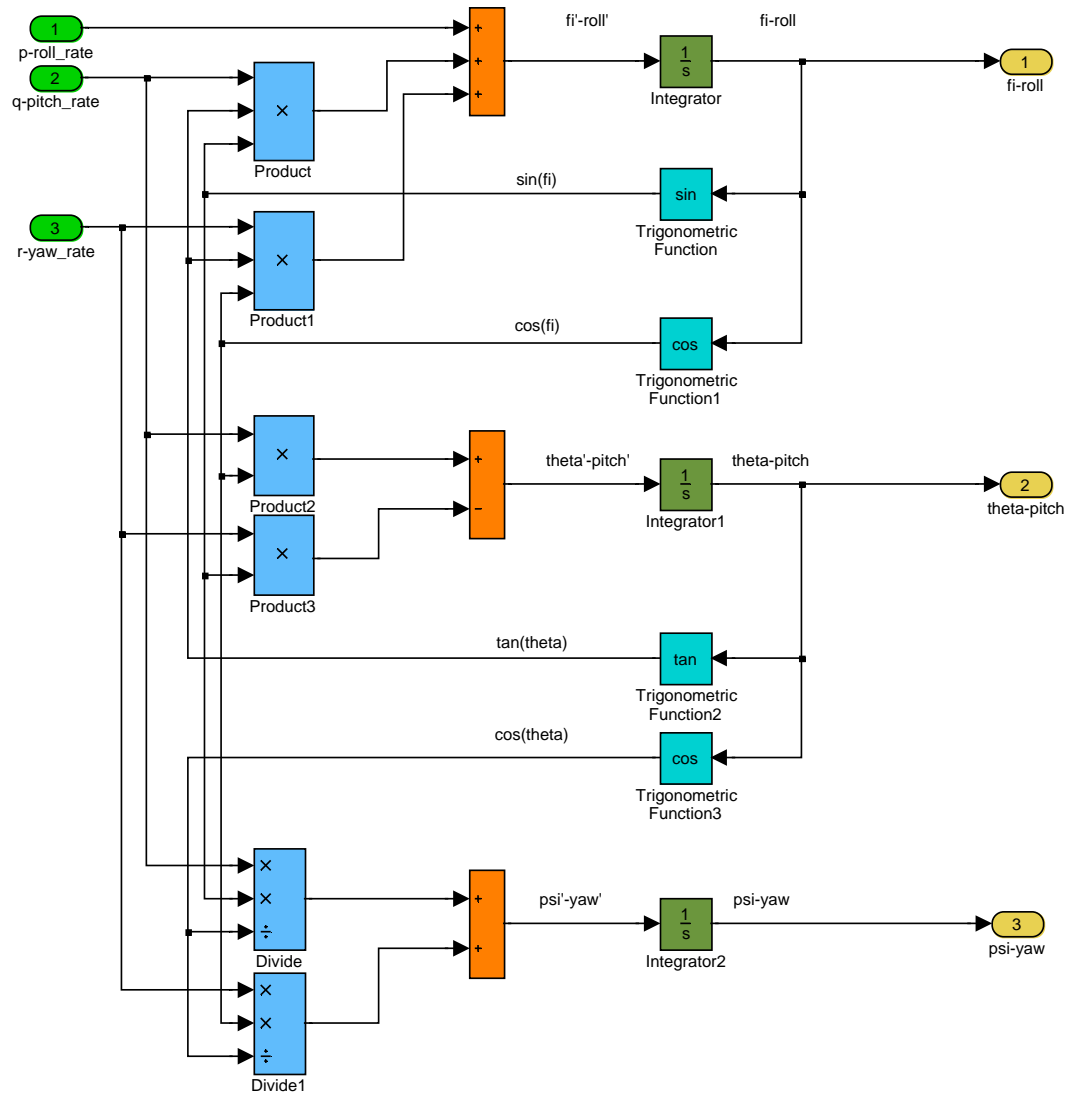 1
p-roll_rate
2
q-pitch_rate
×
Product
+
+
+
fi'-roll'
1
s
Integrator
fi-roll
1
fi-roll
sin(fi)
sin
Trigonometric
Function
3
r-yaw_rate
×
Product1
cos(fi)
cos
Trigonometric
Function1
×
Product2
×
Product3
+
−
theta'-pitch'
1
s
Integrator1
theta-pitch
2
theta-pitch
tan(theta)
tan
Trigonometric
Function2
cos(theta)
cos
Trigonometric
Function3
×
×
÷
Divide
×
×
÷
Divide1
+
+
psi'-yaw'
1
s
Integrator2
psi-yaw
3
psi-yaw